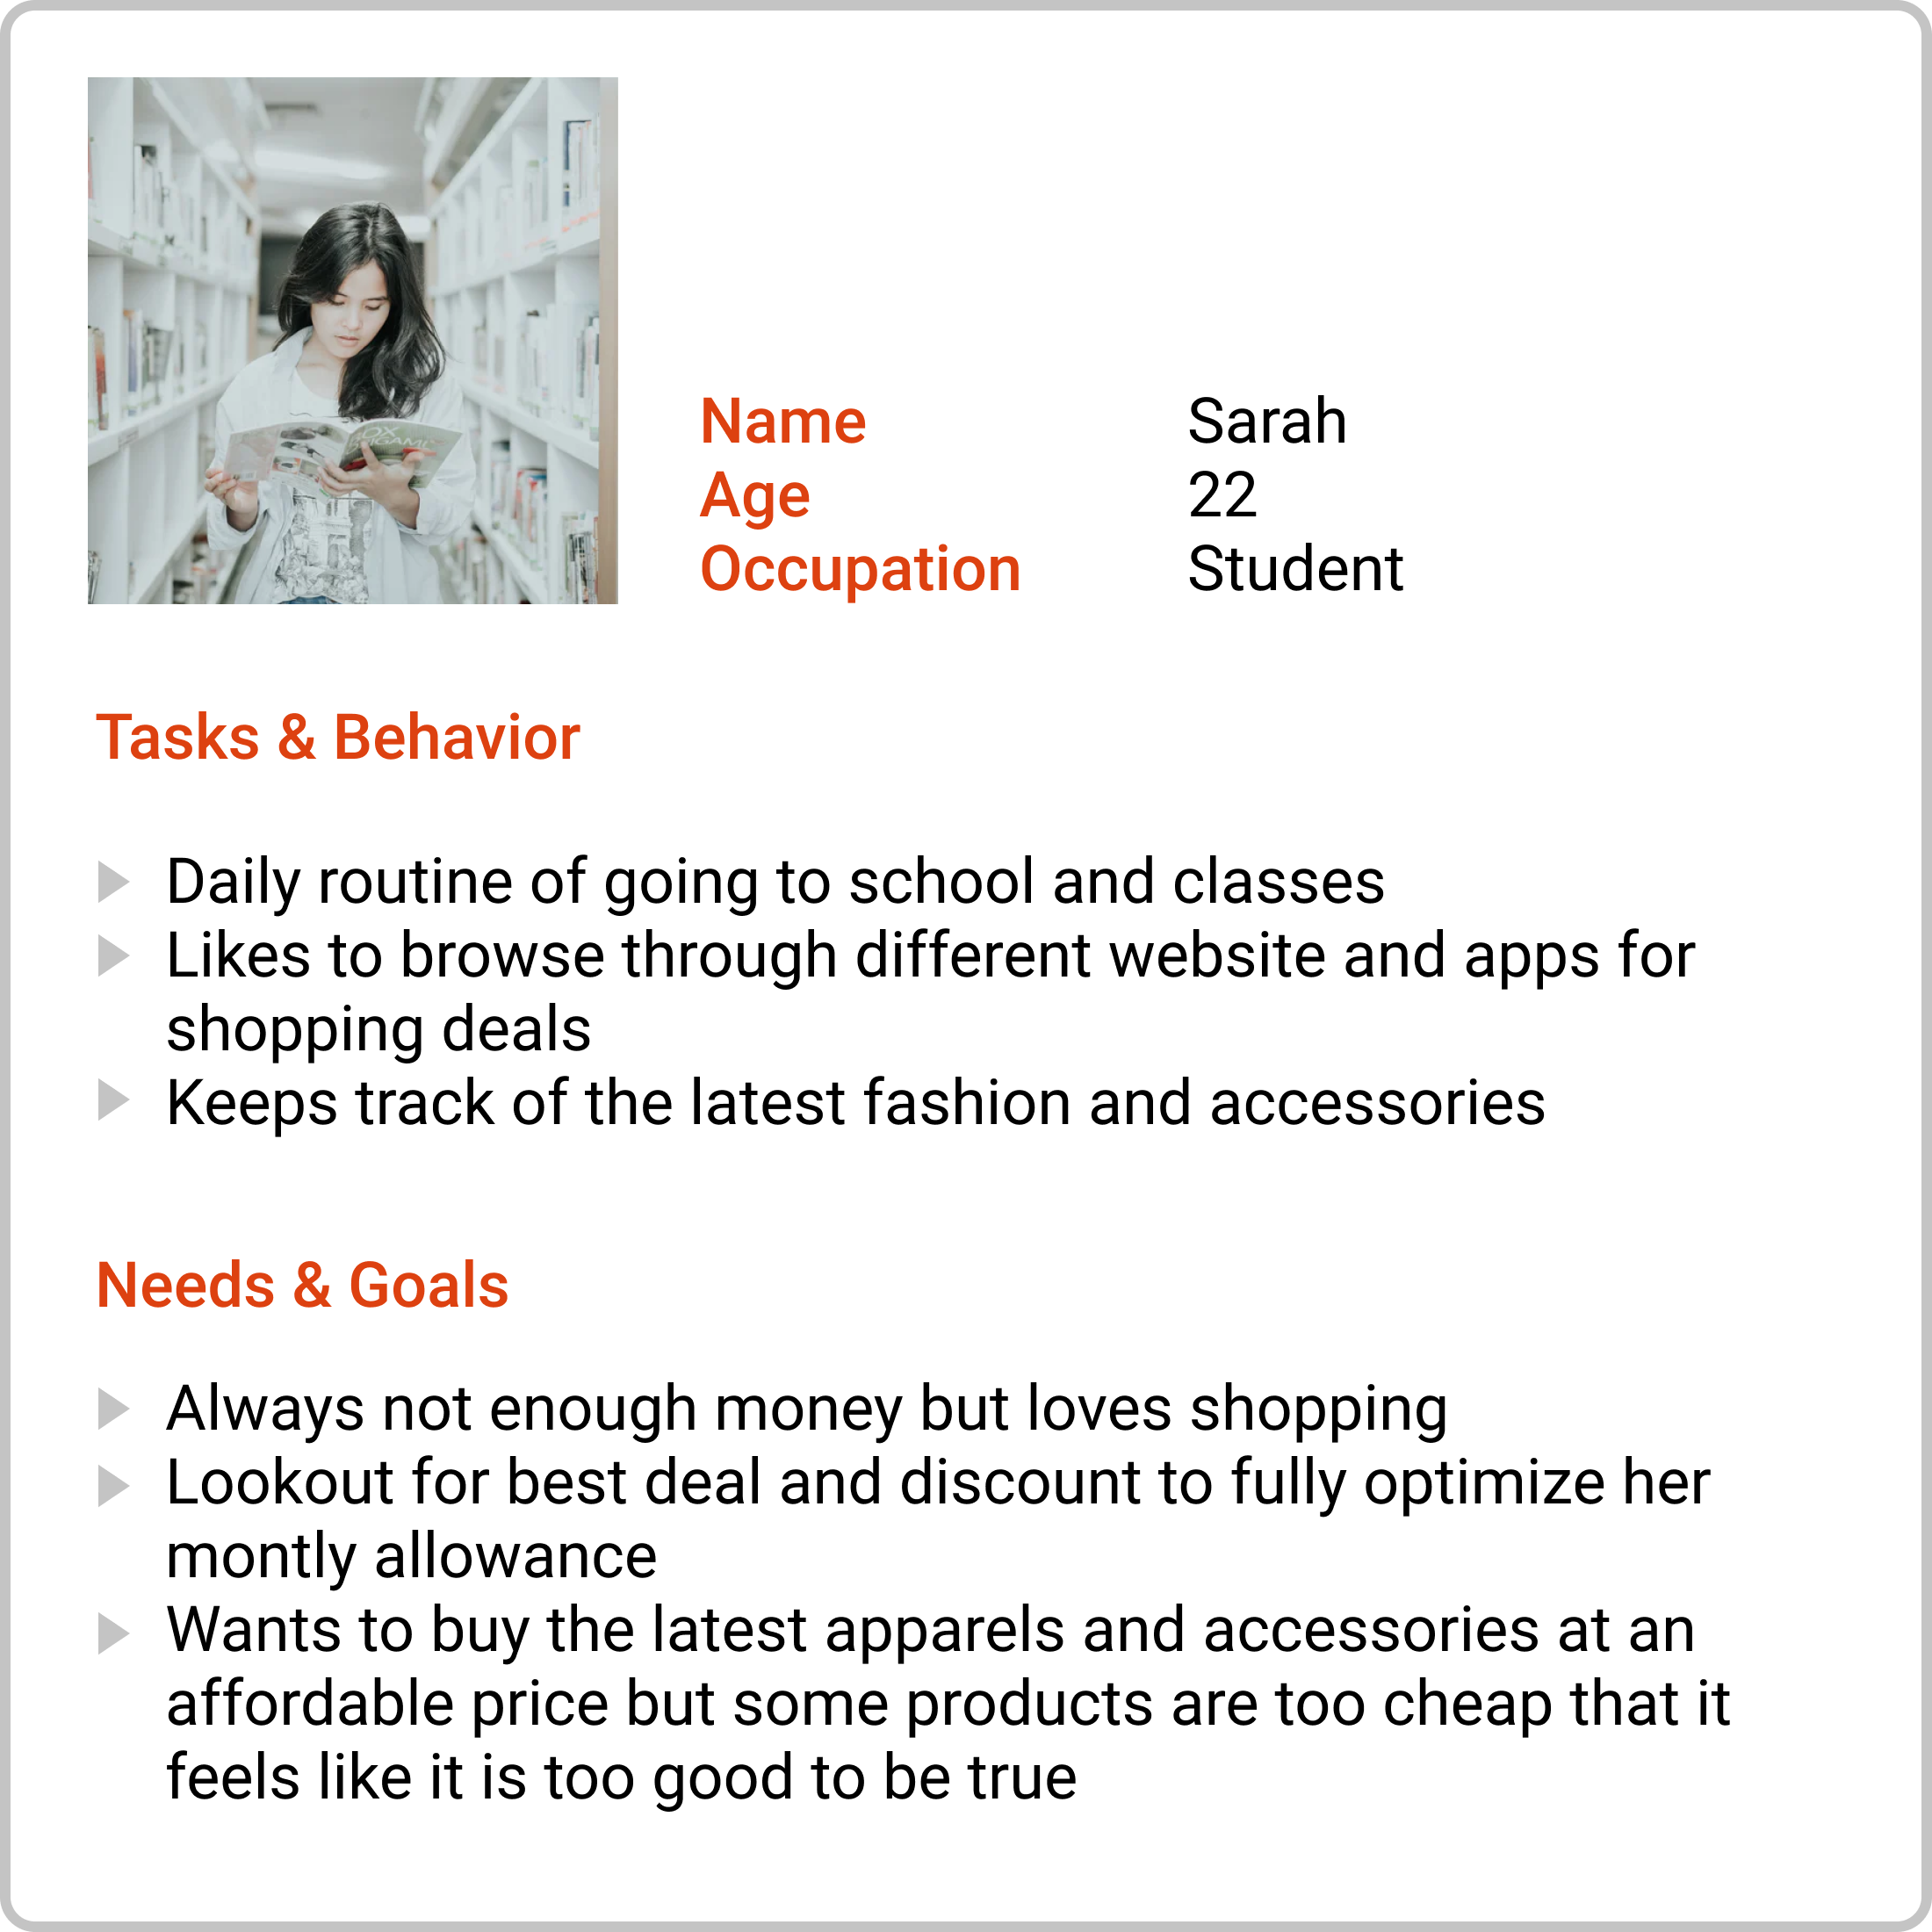 Name Sarah
Age 22
Occupation Student
Tasks & Behavior
Daily routine of going to school and classes
Likes to browse through different website and apps for
shopping deals
Keeps track of the latest fashion and accessories
Needs & Goals
Always not enough money but loves shopping
Lookout for best deal and discount to fully optimize her
montly allowance
Wants to buy the latest apparels and accessories at an
affordable price but some products are too cheap that it
feels like it is too good to be true